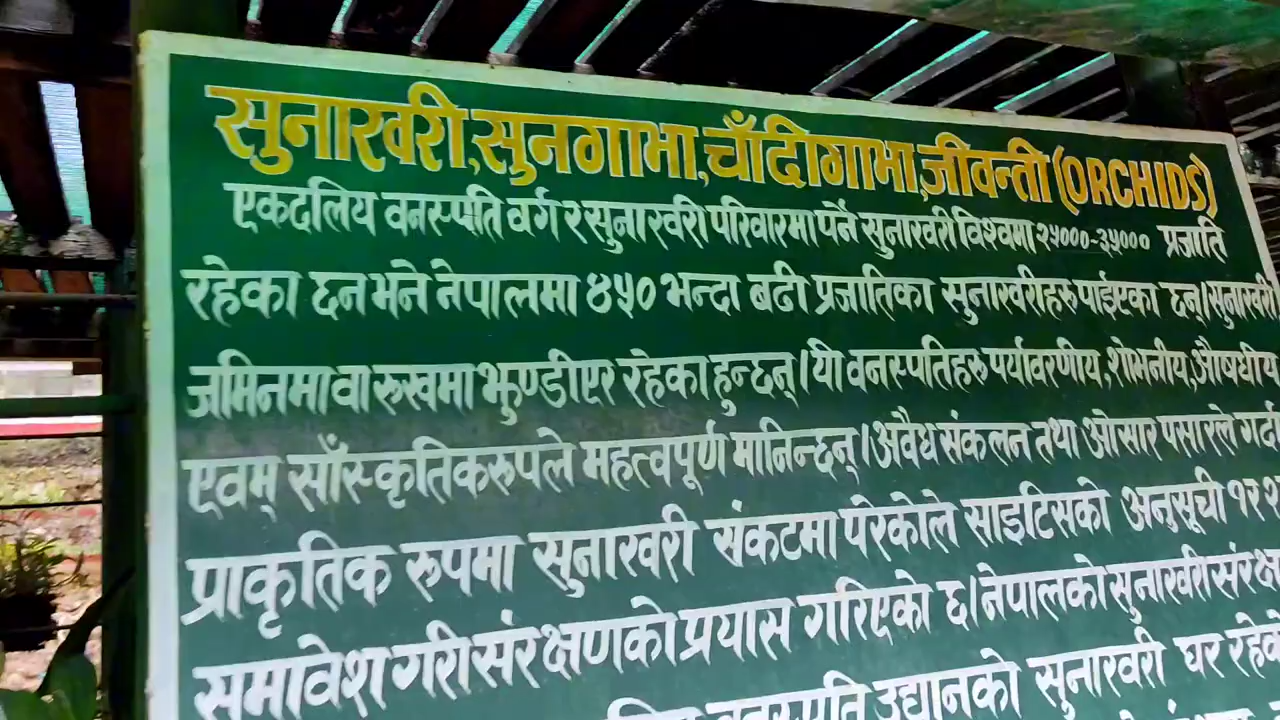 सुनाखरी,सुनगाभा,चाँदीगाभा,जीवन्ती (ORCHIDS)
एकदलिय वनस्पति वर्ग र सुनाखरी परिवारमा पर्ने सुनाखरी विश्वमा २५०००-३५००० प्रजाति
रहेका छन भने नेपालमा ४५० भन्दा बढी प्रजातिका सुनाखरीहरु पाईएका छन्। सुनाखरी
जमिनमा वा रुखमा झुण्डीएर रहेका हुन्छन्। यी वनस्पतिहरु पर्यावरणीय, शोभनीय, औषधीय
एवम् साँस्कृतिकरुपले महत्वपूर्ण मानिन्छन्। अवैध संकलन तथा ओसार पसारले गर्दा
प्राकृतिक रूपमा सुनाखरी संकटमा परेकोले साइटिसको अनुसूची १ र २
समावेश गरी संरक्षणको प्रयास गरिएको छ। नेपालको सुनाखरी संरक्ष
वनस्पति उद्यानको सुनाखरी घर रहेको